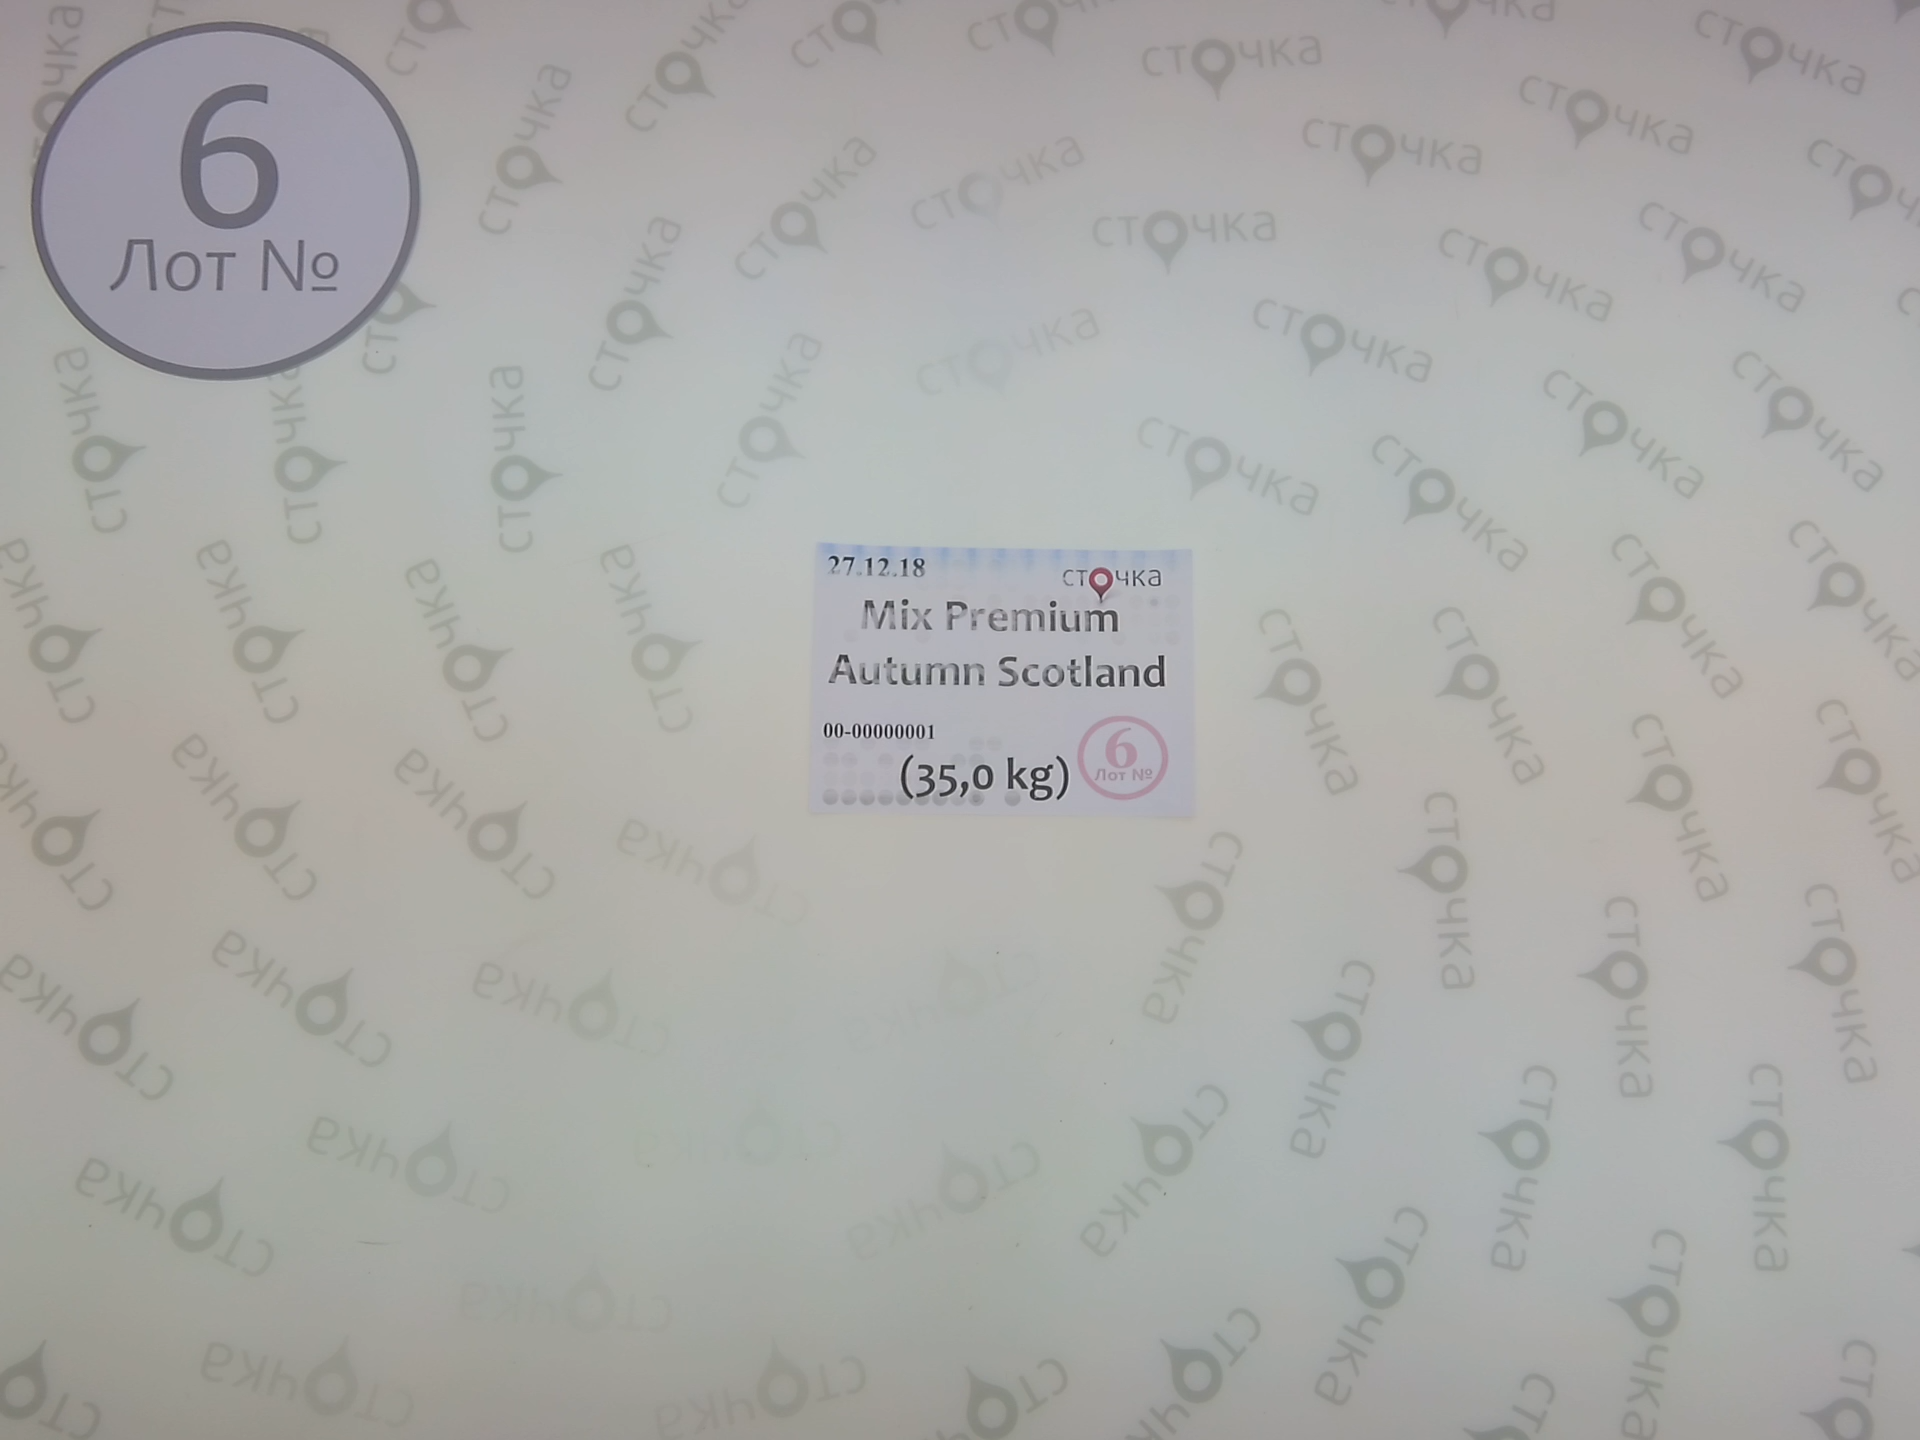 6
Лот №
27.12.18
сточка
Mix Premium
Autumn Scotland
00-00000001
(35,0 kg)
6
Лот №